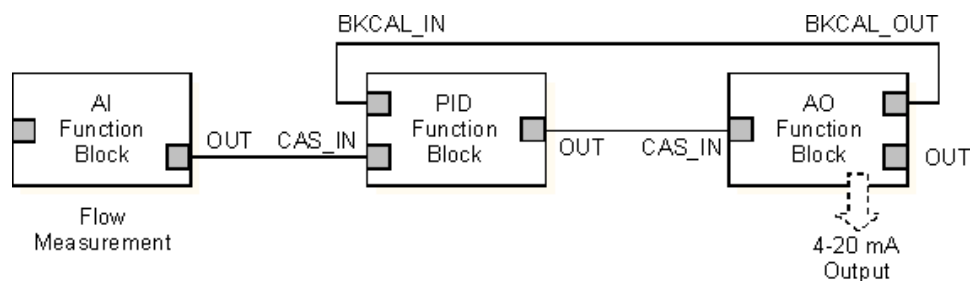 BKCAL_IN
BKCAL_OUT
AI
Function
Block
PID
Function
Block
AO
Function
Block
OUT
CAS_IN
OUT
CAS_IN
OUT
Flow
Measurement
4-20 mA
Output